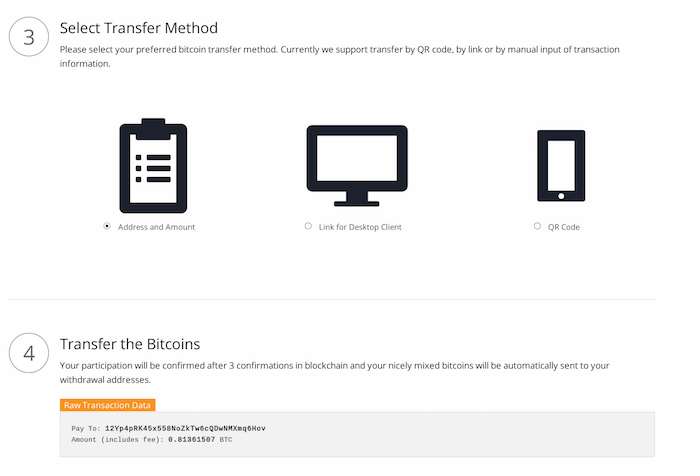 3
Select Transfer Method
Please select your preferred bitcoin transfer method. Currently we support transfer by QR code, by link or by manual input of transaction
information.
Address and Amount
Link for Desktop Client
QR Code
4
Transfer the Bitcoins
Your participation will be confirmed after 3 confirmations in blockchain and your nicely mixed bitcoins will be automatically sent to your
withdrawal addresses.
Raw Transaction Data
Pay To: 12Yp4pRK45x558NoZkTw6cQDwNMXmq6Hov
Amount (includes fee): 0.81361507 BTC